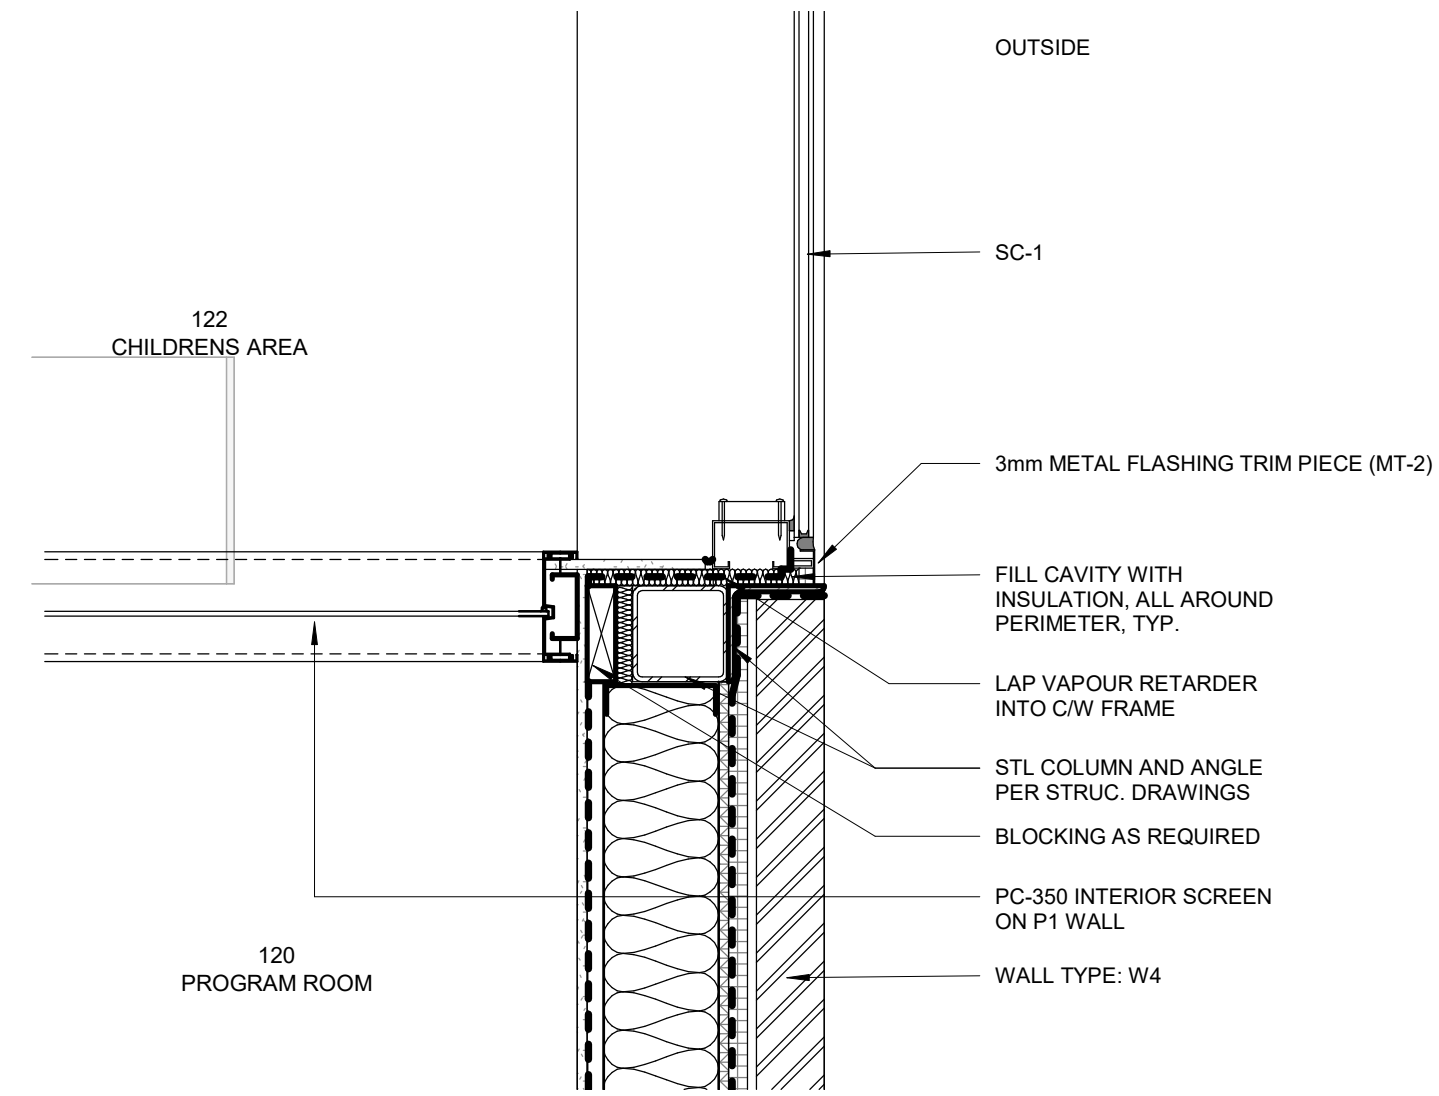 OUTSIDE
SC-1
122
CHILDRENS AREA
3mm METAL FLASHING TRIM PIECE (MT-2)
FILL CAVITY WITH
INSULATION, ALL AROUND
PERIMETER, TYP.
LAP VAPOUR RETARDER
INTO C/W FRAME
STL COLUMN AND ANGLE
PER STRUC. DRAWINGS
BLOCKING AS REQUIRED
PC-350 INTERIOR SCREEN
ON P1 WALL
120
PROGRAM ROOM
WALL TYPE: W4